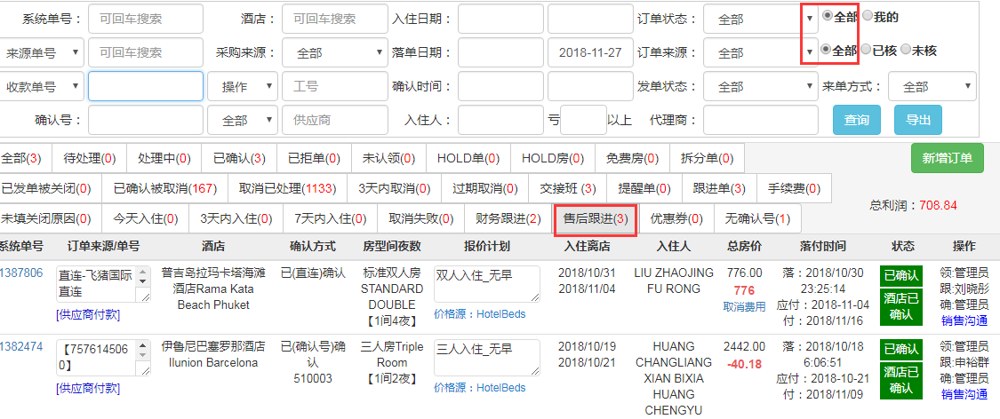 系统单号： 可回车搜索 酒店： 可回车搜索 入住日期： 订单状态： 全部 全部 我的
来源单号 可回车搜索 采购来源： 全部 落单日期： 2018-11-27 订单来源： 全部 全部 已核 未核
收款单号 操作 工号 确认时间： 发单状态： 全部 来单方式： 全部
确认号： 全部 供应商 入住人： 亏 以上 代理商： 查询 导出
全部(3) 待处理(0) 处理中(0) 已确认(3) 已拒单(0) 未认领(0) HOLD单(0) HOLD房(0) 免费房(0) 拆分单(0) 新增订单
已发单被关闭(0) 已确认被取消(167) 取消已处理(1133) 3天内取消(0) 过期取消(0) 交接班 (3) 提醒单(0) 跟进单(3) 手续费(0)
总利润：708.84
未填关闭原因(0) 今天入住(0) 3天内入住(0) 7天内入住(0) 取消失败(0) 财务跟进(2) 售后跟进(3) 优惠券(0) 无确认号(1)
系统单号 订单来源/单号 酒店 确认方式 房型间夜数 报价计划 入住离店 入住人 总房价 落付时间 状态 操作
1387806 直连-飞猪国际 普吉岛拉玛卡塔海滩 已(直连)确认 标准双人房 双人入住_无早 2018/10/31 LIU ZHAOJING 776.00 落：2018/10/30 已确认 领:管理员
直连 酒店Rama Kata STANDARD 2018/11/04 FU RONG 776 23:25:14 酒店已 跟:刘晓彤
[供应商付款] Beach Phuket DOUBLE 价格源：HotelBeds 取消费用 应付：2018-11-04 确认 确:管理员
【1间4夜】 付：2018/11/16 销售沟通
1382474 【757614506 伊鲁尼巴塞罗那酒店 已(确认号)确 三人房Triple 三人入住_无早 2018/10/19 HUANG 2442.00 落：2018/10/18 已确认 领:管理员
0】 Ilunion Barcelona 认 Room 2018/10/21 CHANGLIANG -40.18 6:06:51 酒店已 跟:申裕群
[供应商付款] 510003 【1间2夜】 价格源：HotelBeds XIAN BIXIA 应付：2018-10-21 确认 确:管理员
HUANG 付：2018/11/09 销售沟通
CHENGYU